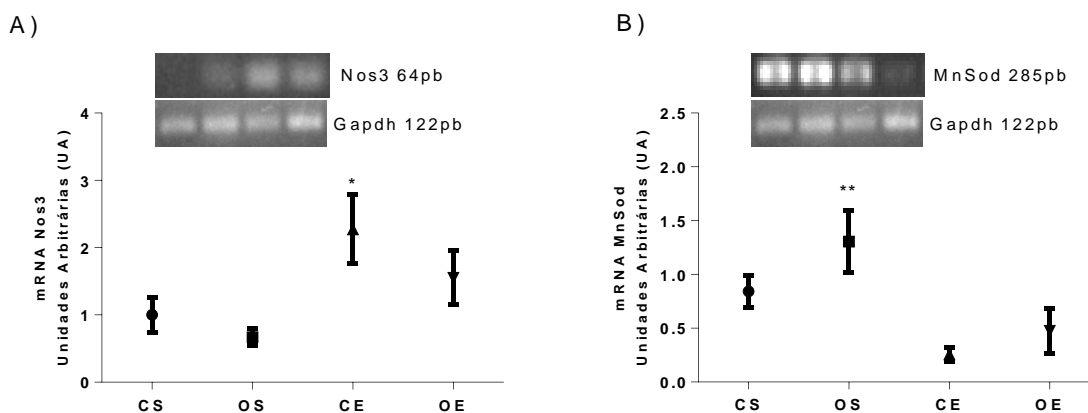 A)
Nos3 64pb
Gapdh 122pb
mRNA Nos3
Unidades Arbitrárias (UA)
4
3
2
1
0
*
CS OS CE OE
B)
MnSod 285pb
Gapdh 122pb
mRNA MnSod
Unidades Arbitrárias (UA)
2.5
2.0
1.5
1.0
0.5
0.0
**
CS OS CE OE